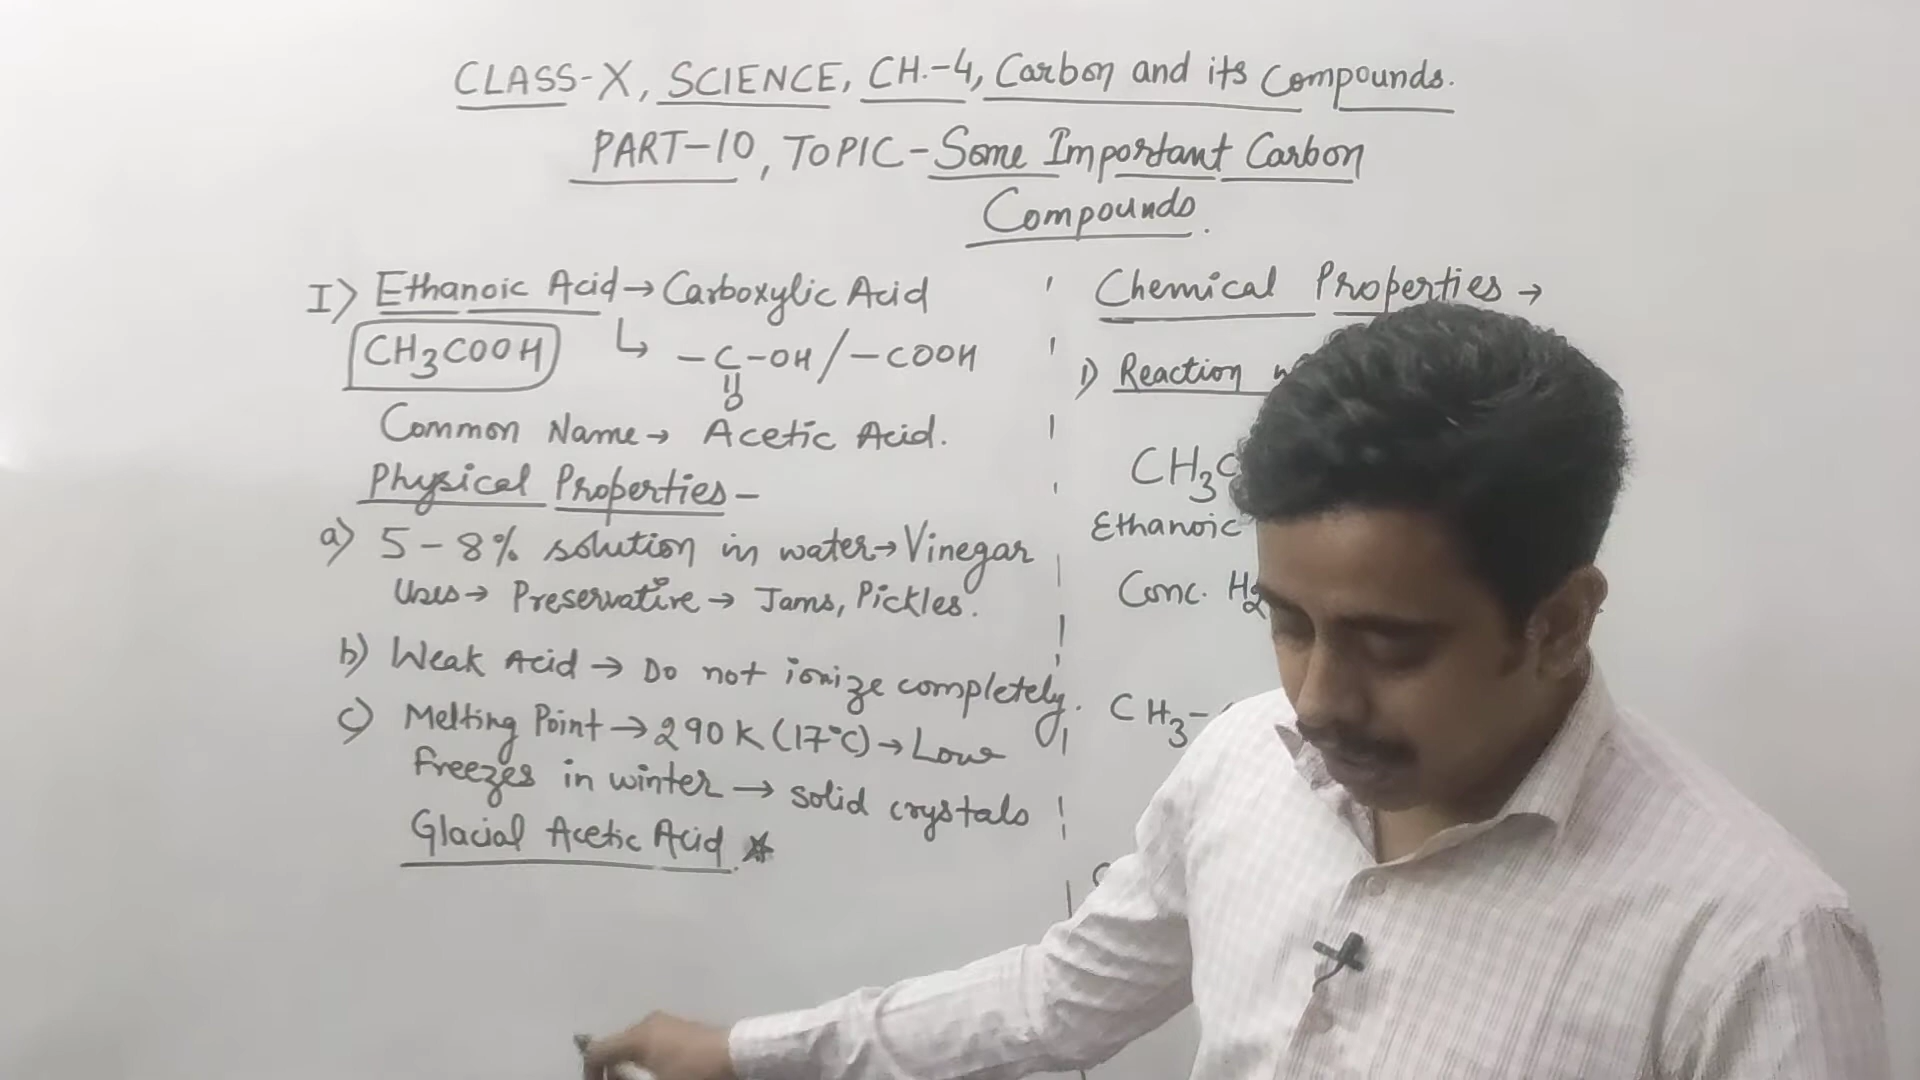 CLASS-X, SCIENCE, CH.-4, Carbon and its Compounds.
PART-10, TOPIC-Some Important Carbon
Compounds.
I) Ethanoic Acid → Carboxylic Acid
CH3COOH ↳ -C-OH/-COOH
||
O
Common Name → Acetic Acid.
Physical Properties -
a) 5-8% solution in water → Vinegar
Uses → Preservative → Jams, Pickles.
b) Weak Acid → Do not ionize completely.
c) Melting Point → 290K (17°C) → Low
freezes in winter → solid crystals
Glacial Acetic Acid.
Chemical Properties →
1) Reaction
CH3C
Ethanoic
Conc. H2
CH3-